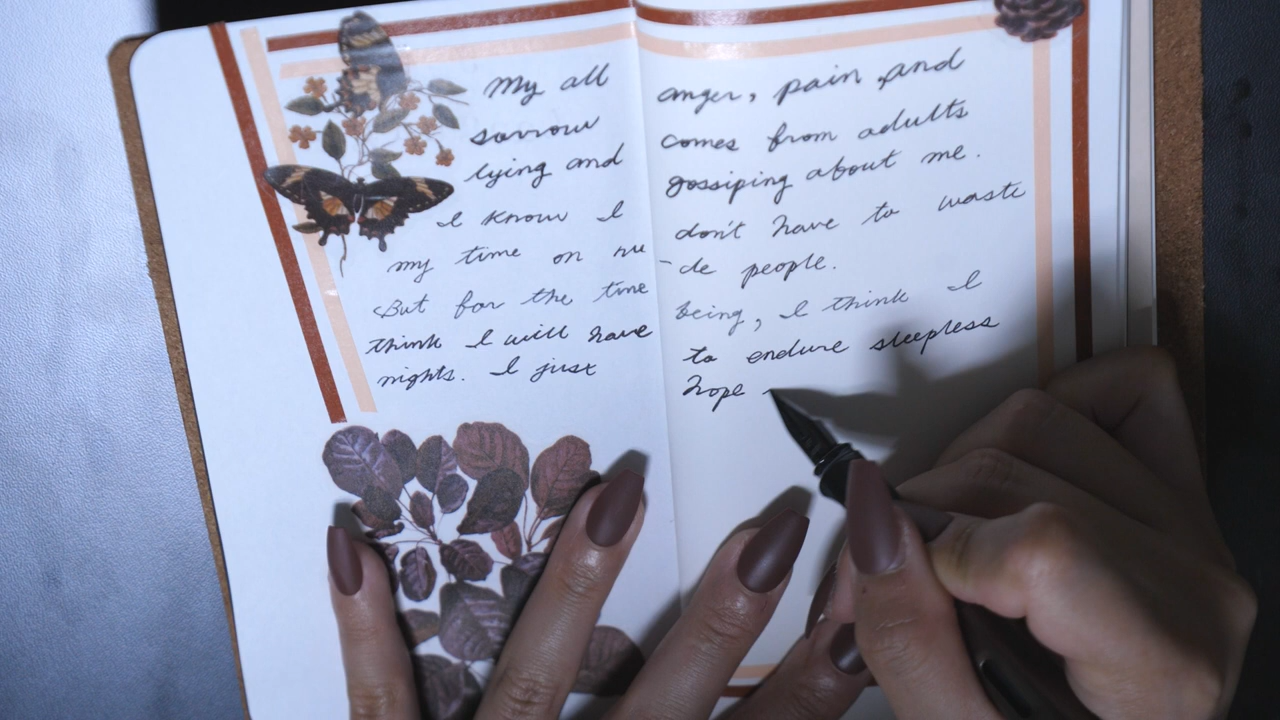 My all anger, pain ,and
sorrow comes from adults
lying and gossiping about me.
I know I don't have to waste
my time on ru -de people.
But for the time being, I think I
think I will have to endure sleepless
nights. I just hope